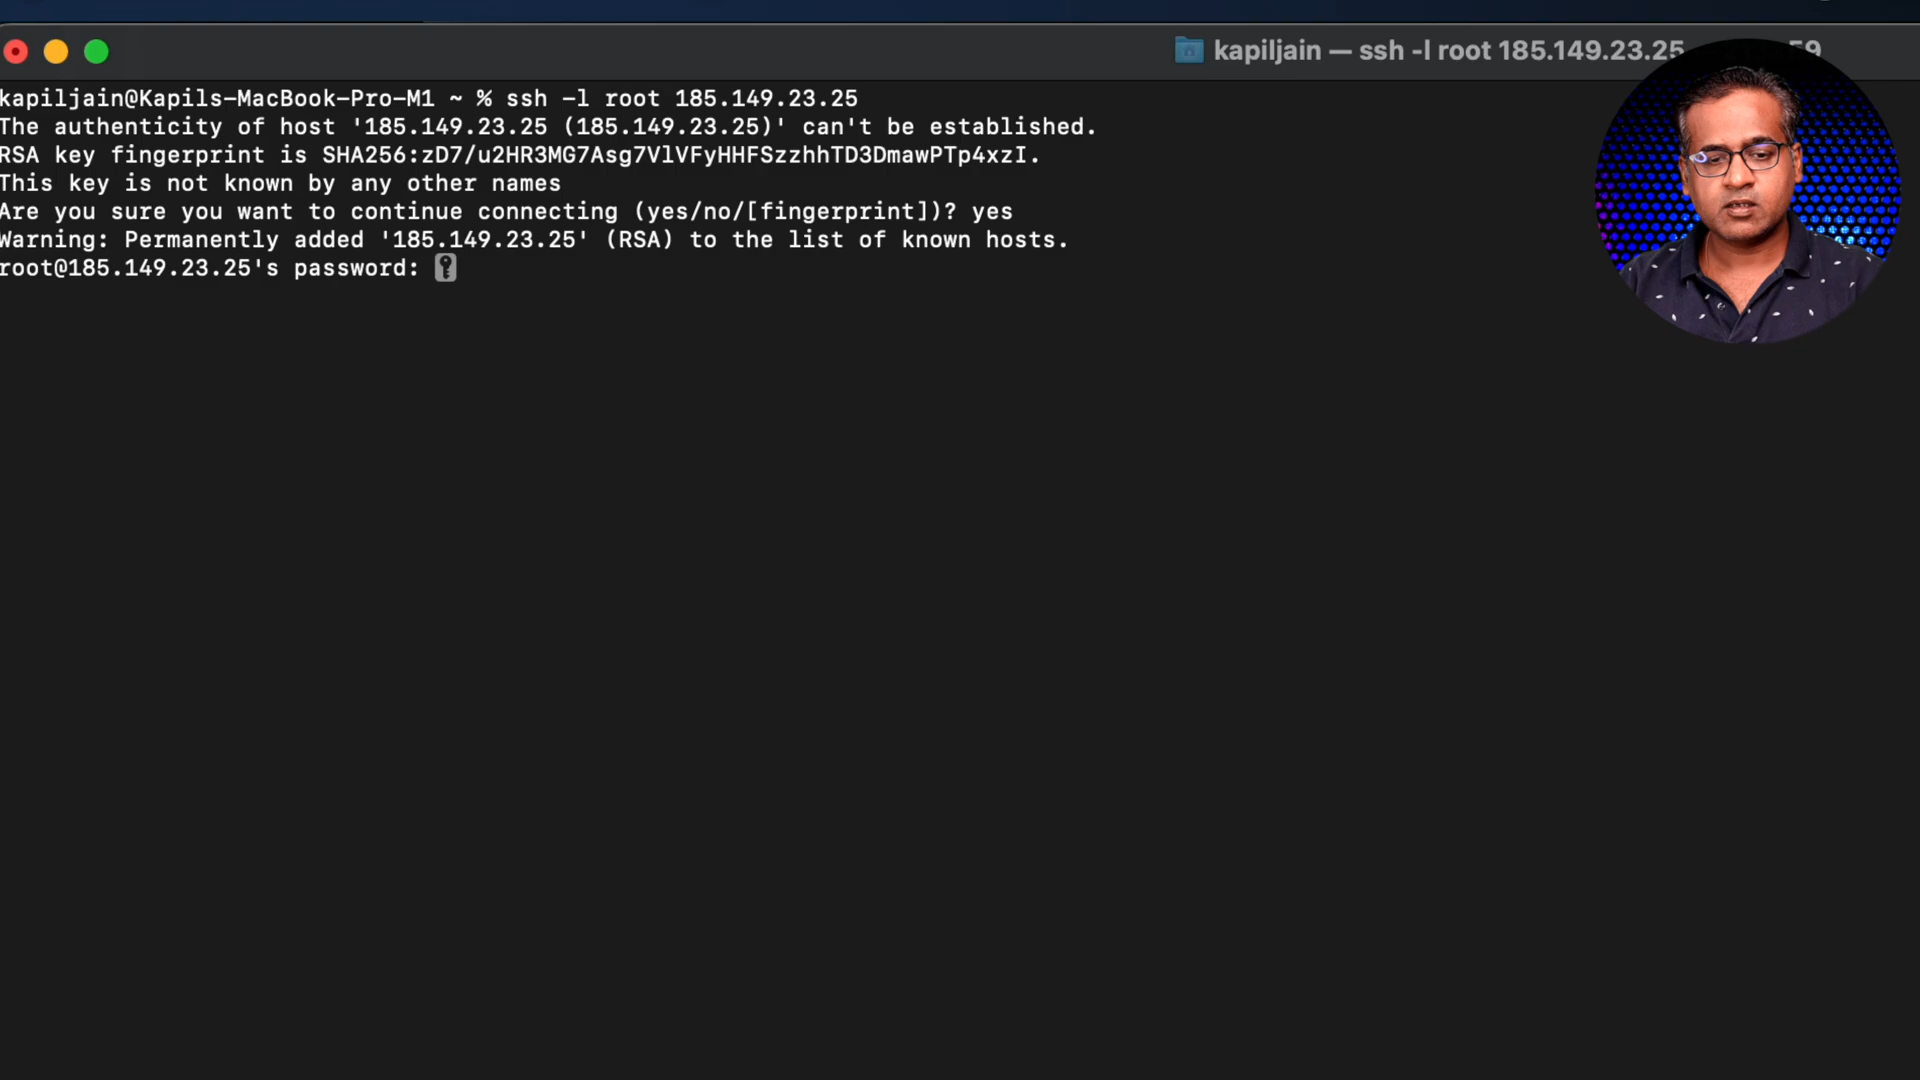 kapiljain — ssh -l root 185.149.23.25 59
kapiljain@Kapils-MacBook-Pro-M1 ~ % ssh -l root 185.149.23.25
The authenticity of host '185.149.23.25 (185.149.23.25)' can't be established.
RSA key fingerprint is SHA256:zD7/u2HR3MG7Asg7VlVFyHHFSzzhhTD3DmawPTp4xzI.
This key is not known by any other names
Are you sure you want to continue connecting (yes/no/[fingerprint])? yes
Warning: Permanently added '185.149.23.25' (RSA) to the list of known hosts.
root@185.149.23.25's password: